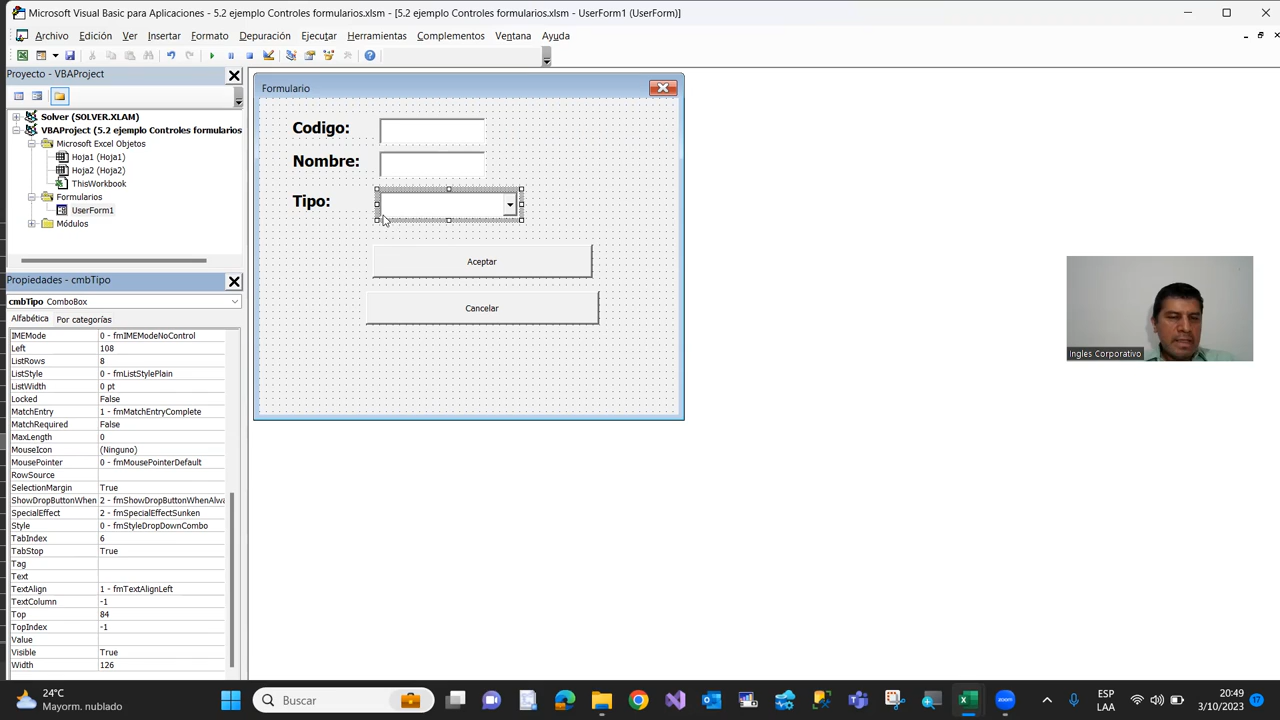 Microsoft Visual Basic para Aplicaciones - 5.2 ejemplo Controles formularios.xlsm - [5.2 ejemplo Controles formularios.xlsm - UserForm1 (UserForm)]
Archivo Edición Ver Insertar Formato Depuración Ejecutar Herramientas Complementos Ventana Ayuda
Proyecto - VBAProject
Solver (SOLVER.XLAM)
VBAProject (5.2 ejemplo Controles formularios
Microsoft Excel Objetos
Hoja1 (Hoja1)
Hoja2 (Hoja2)
ThisWorkbook
Formularios
UserForm1
Módulos
Formulario
Codigo:
Nombre:
Tipo:
Aceptar
Cancelar
Propiedades - cmbTipo
cmbTipo ComboBox
Alfabética Por categorías
IMEMode 0 - fmIMEModeNoControl
Left 108
ListRows 8
ListStyle 0 - fmListStylePlain
ListWidth 0 pt
Locked False
MatchEntry 1 - fmMatchEntryComplete
MatchRequired False
MaxLength 0
MouseIcon (Ninguno)
MousePointer 0 - fmMousePointerDefault
RowSource
SelectionMargin True
ShowDropButtonWhen 2 - fmShowDropButtonWhenAlwa
SpecialEffect 2 - fmSpecialEffectSunken
Style 0 - fmStyleDropDownCombo
TabIndex 6
TabStop True
Tag
Text
TextAlign 1 - fmTextAlignLeft
TextColumn -1
Top 84
TopIndex -1
Value
Visible True
Width 126
Ingles Corporativo
24°C
Mayorm. nublado
Buscar
ESP
LAA
20:49
3/10/2023